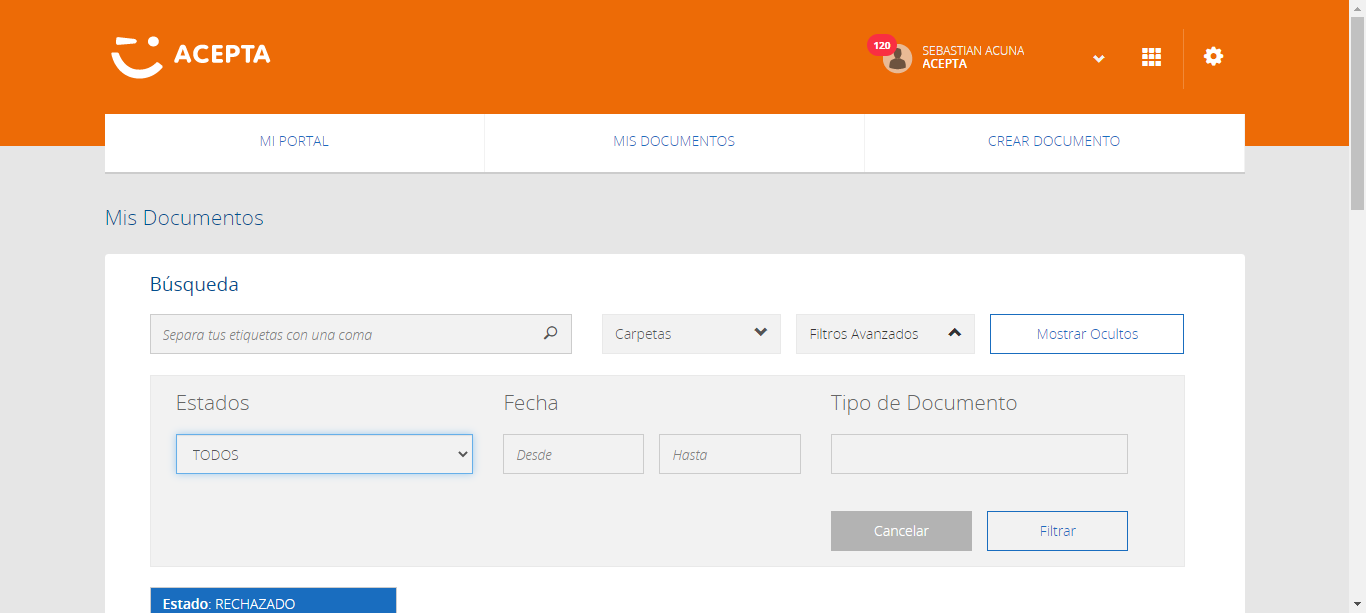 ACEPTA
120
SEBASTIAN ACUNA
ACEPTA
MI PORTAL
MIS DOCUMENTOS
CREAR DOCUMENTO
Mis Documentos
Búsqueda
Separa tus etiquetas con una coma
Carpetas
Filtros Avanzados
Mostrar Ocultos
Estados
Fecha
Tipo de Documento
TODOS
Desde
Hasta
Cancelar
Filtrar
Estado: RECHAZADO